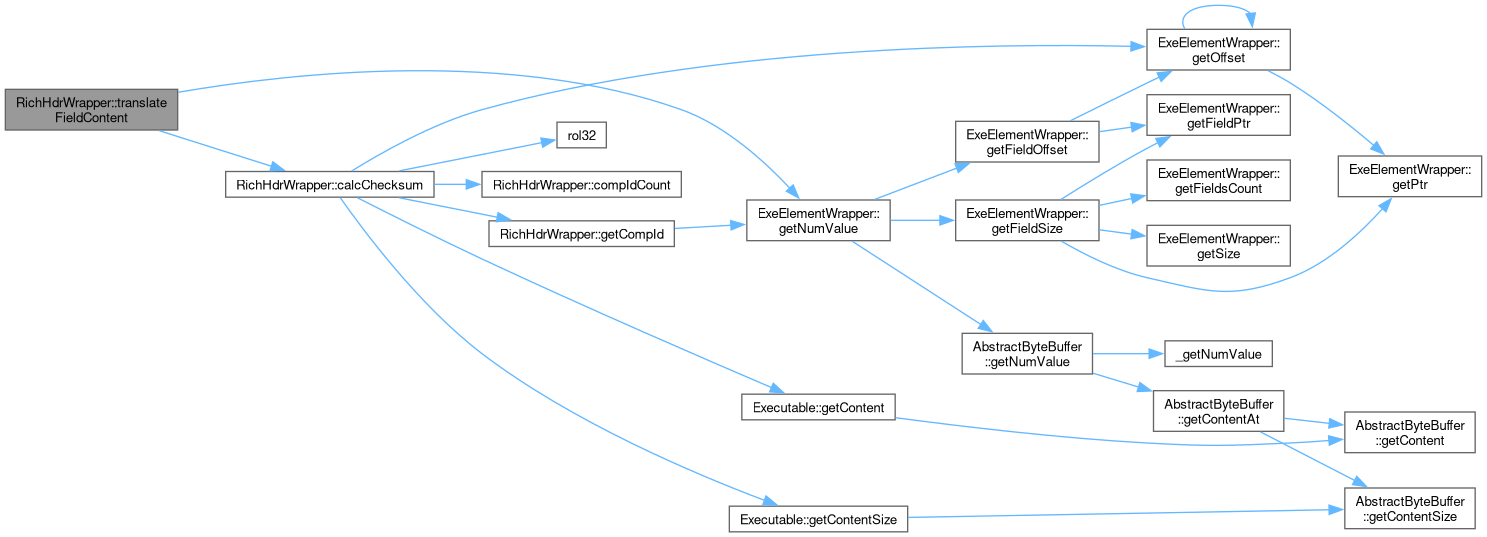 RichHdrWrapper::translate
FieldContent
RichHdrWrapper::calcChecksum
rol32
RichHdrWrapper::compIdCount
RichHdrWrapper::getCompId
Executable::getContent
Executable::getContentSize
ExeElementWrapper::
getNumValue
ExeElementWrapper::
getFieldOffset
ExeElementWrapper::
getFieldSize
AbstractByteBuffer
::getNumValue
ExeElementWrapper::
getOffset
ExeElementWrapper::
getFieldPtr
ExeElementWrapper::
getFieldsCount
ExeElementWrapper::
getSize
_getNumValue
AbstractByteBuffer
::getContentAt
ExeElementWrapper::
getPtr
AbstractByteBuffer
::getContent
AbstractByteBuffer
::getContentSize